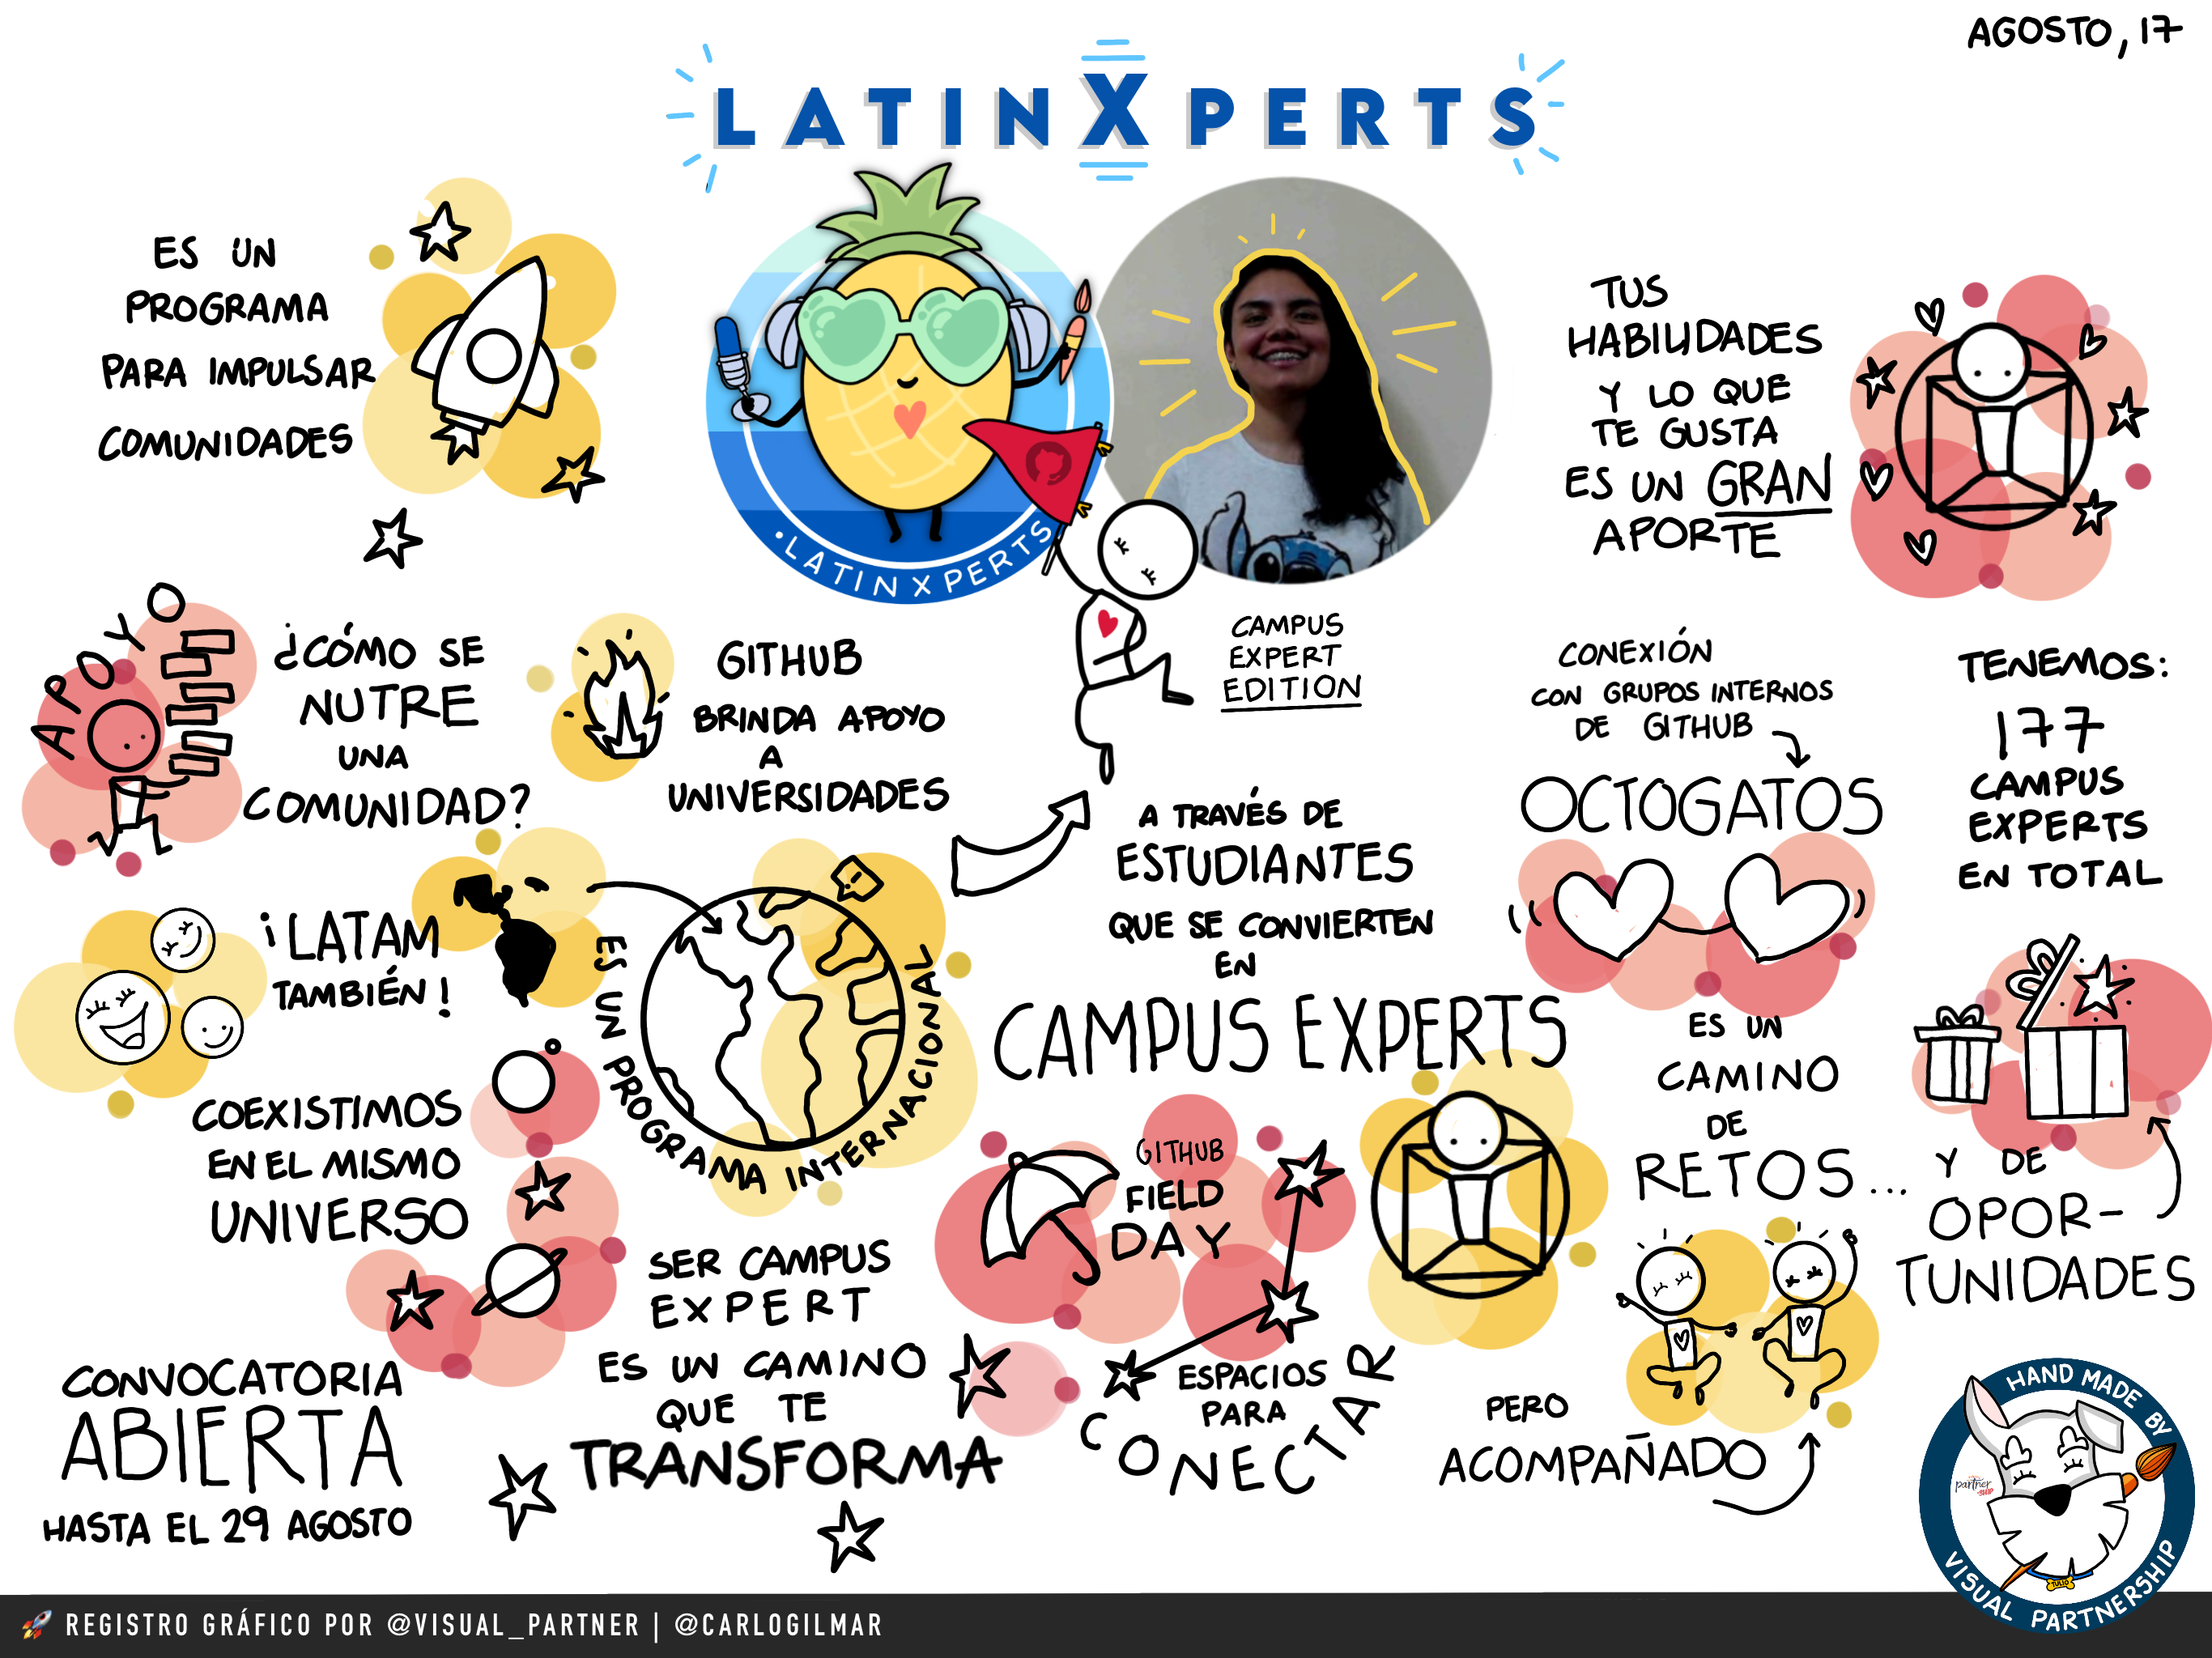 AGOSTO, 17
LATINXPERTS
ES UN
PROGRAMA
PARA IMPULSAR
COMUNIDADES
• LATINXPERTS
CAMPUS
EXPERT
EDITION
TUS
HABILIDADES
Y LO QUE
TE GUSTA
ES UN GRAN
APORTE
APOYO
¿CÓMO SE
NUTRE
UNA
COMUNIDAD?
GITHUB
BRINDA APOYO
A
UNIVERSIDADES
A TRAVÉS DE
ESTUDIANTES
QUE SE CONVIERTEN
EN
CAMPUS EXPERTS
CONEXIÓN
CON GRUPOS INTERNOS
DE GITHUB
OCTOGATOS
TENEMOS:
177
CAMPUS
EXPERTS
EN TOTAL
¡LATAM
TAMBIÉN!
ES UN PROGRAMA INTERNACIONAL
!
COEXISTIMOS
EN EL MISMO
UNIVERSO
GITHUB
FIELD
DAY
ESPACIOS
PARA
CONECTAR
ES UN
CAMINO
DE
RETOS...
Y DE
OPOR-
TUNIDADES
PERO
ACOMPAÑADO
SER CAMPUS
EXPERT
ES UN CAMINO
QUE TE
TRANSFORMA
CONVOCATORIA
ABIERTA
HASTA EL 29 AGOSTO
HAND MADE BY
partner
SHIP
TULIO
VISUAL PARTNERSHIP
REGISTRO GRÁFICO POR @VISUAL_PARTNER | @CARLOGILMAR